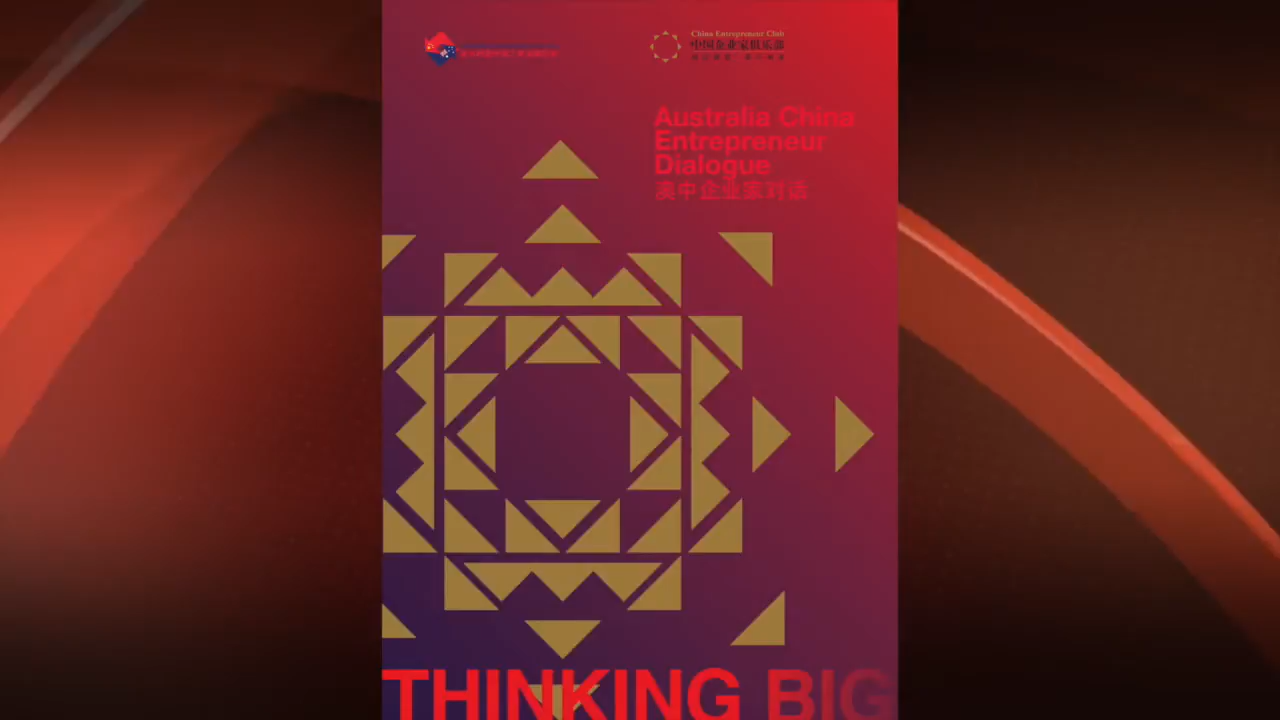 China Entrepreneur Club
中国企业家俱乐部
Australia China
Entrepreneur
Dialogue
澳中企业家对话
THINKING BIG